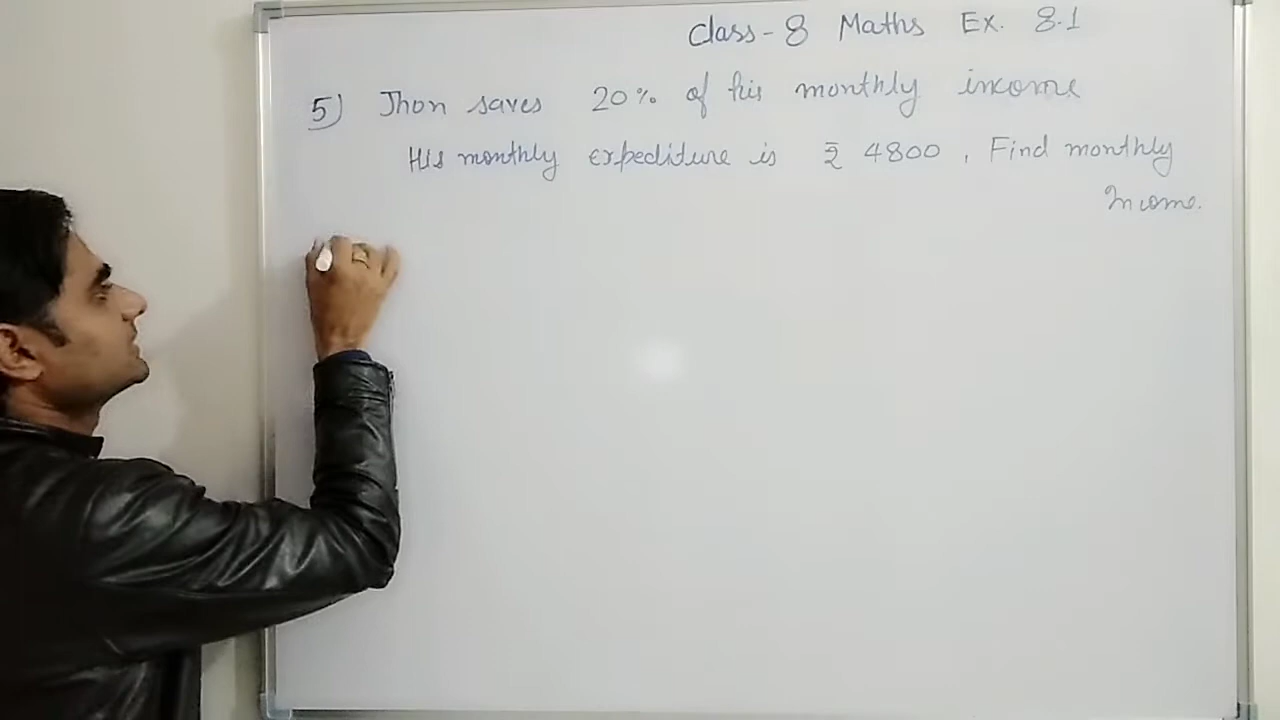 Class - 8 Maths Ex. 8.1
5) Jhon saves 20% of his monthly income
His monthly expediture is ₹ 4800 , Find monthly
Income.